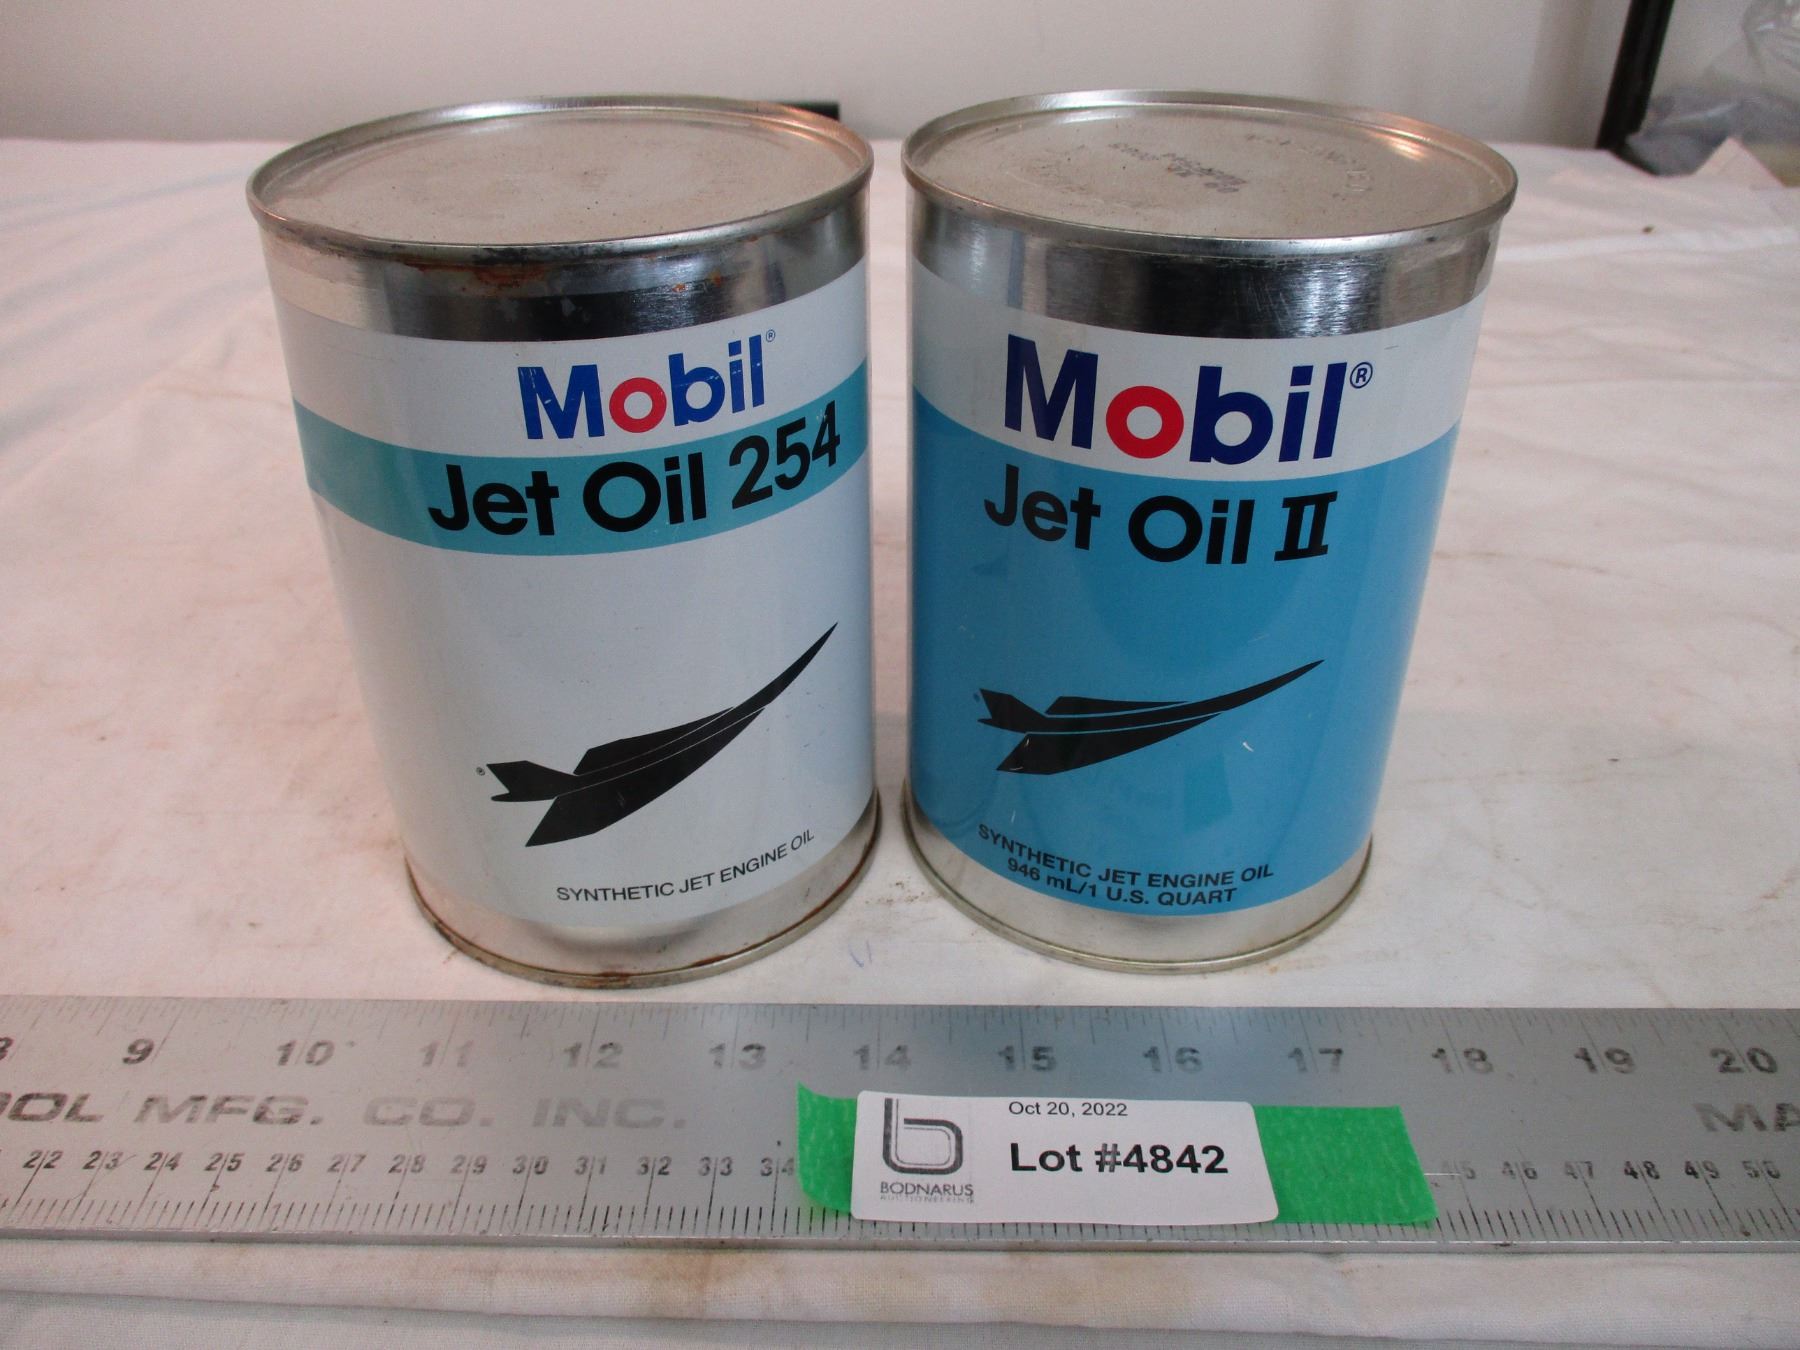 Mobil®
Jet Oil 254
®
SYNTHETIC JET ENGINE OIL
Mobil®
Jet Oil II
SYNTHETIC JET ENGINE OIL
946 mL/1 U.S. QUART
9 10 11 12 13 14 15 16 17 18 19 20
OOL MFG. CO. INC.
MA
22 23 24 25 26 27 28 29 30 31 32 33 34
45 46 47 48 49 50
Oct 20, 2022
Lot #4842
BODNARUS
AUCTIONEERING